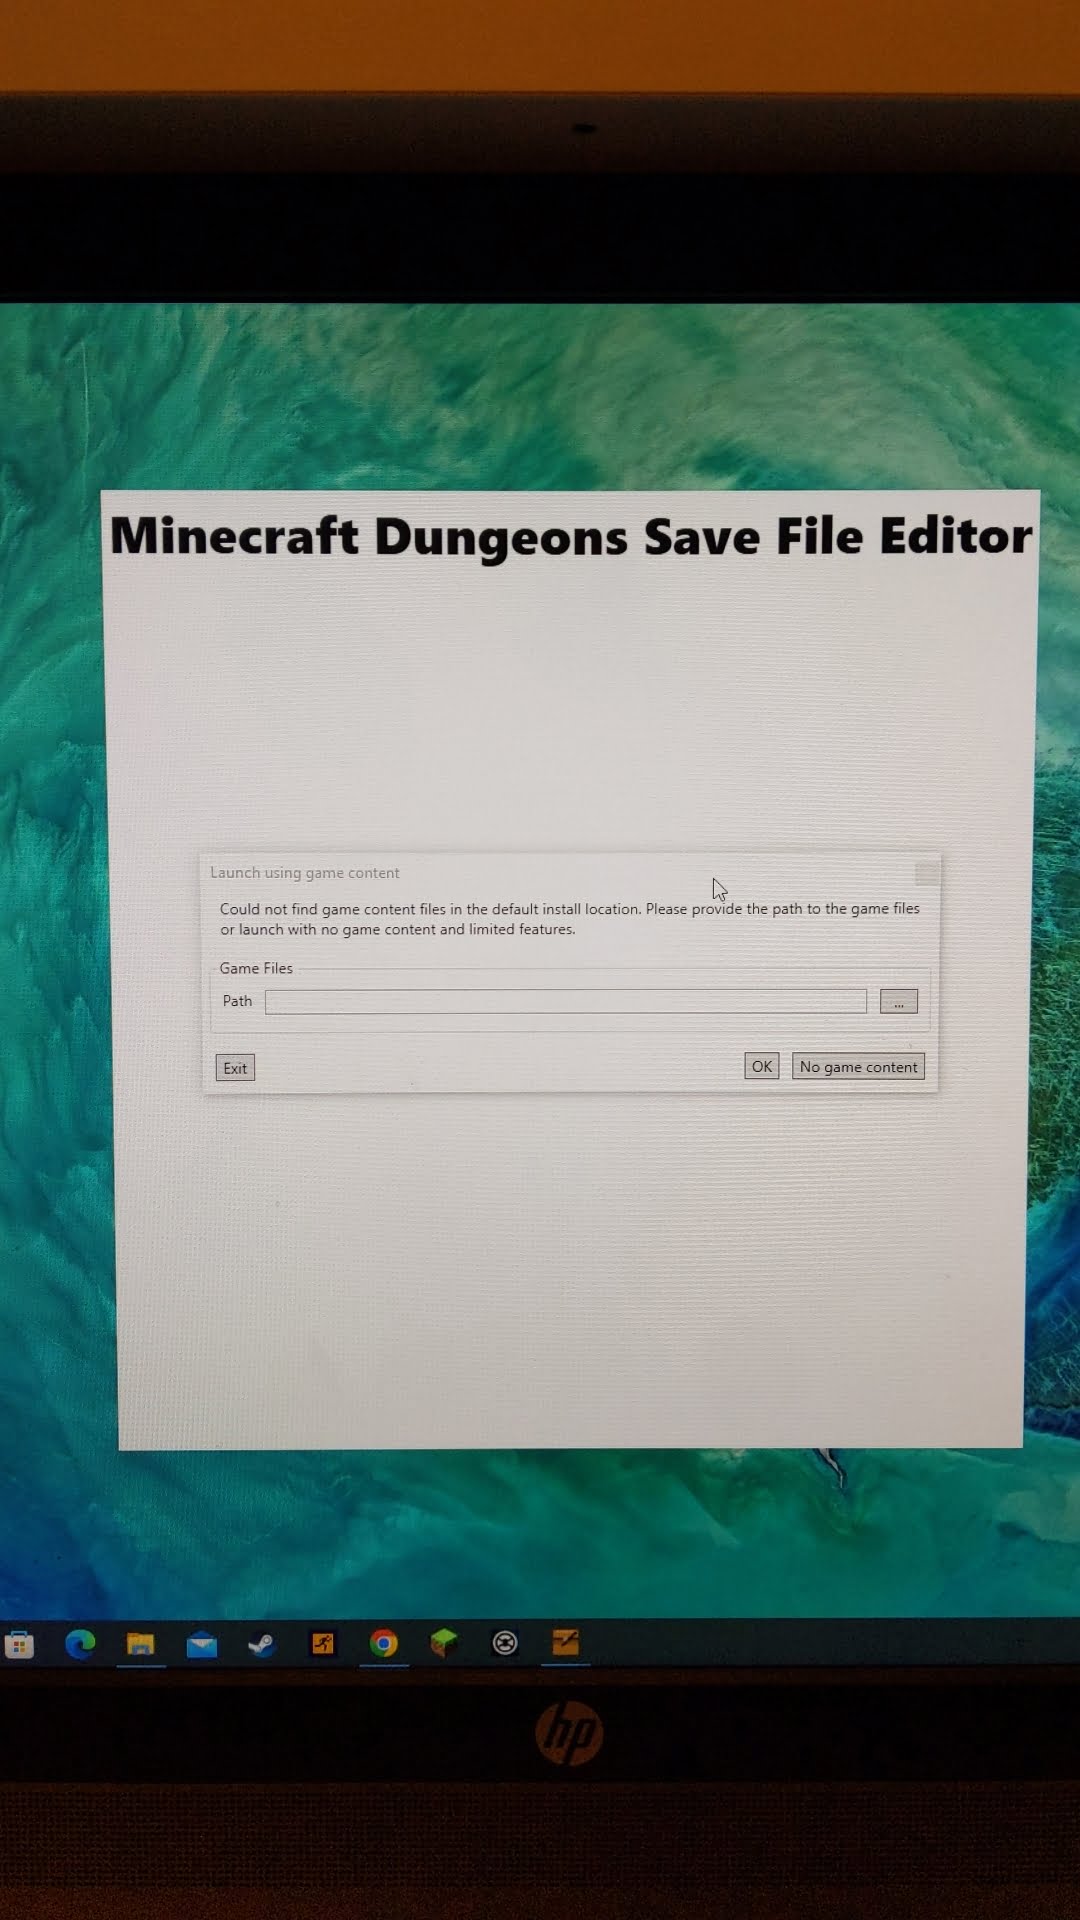 Minecraft Dungeons Save File Editor
Launch using game content
Could not find game content files in the default install location. Please provide the path to the game files
or launch with no game content and limited features.
Game Files
Path
...
Exit
OK
No game content
hp